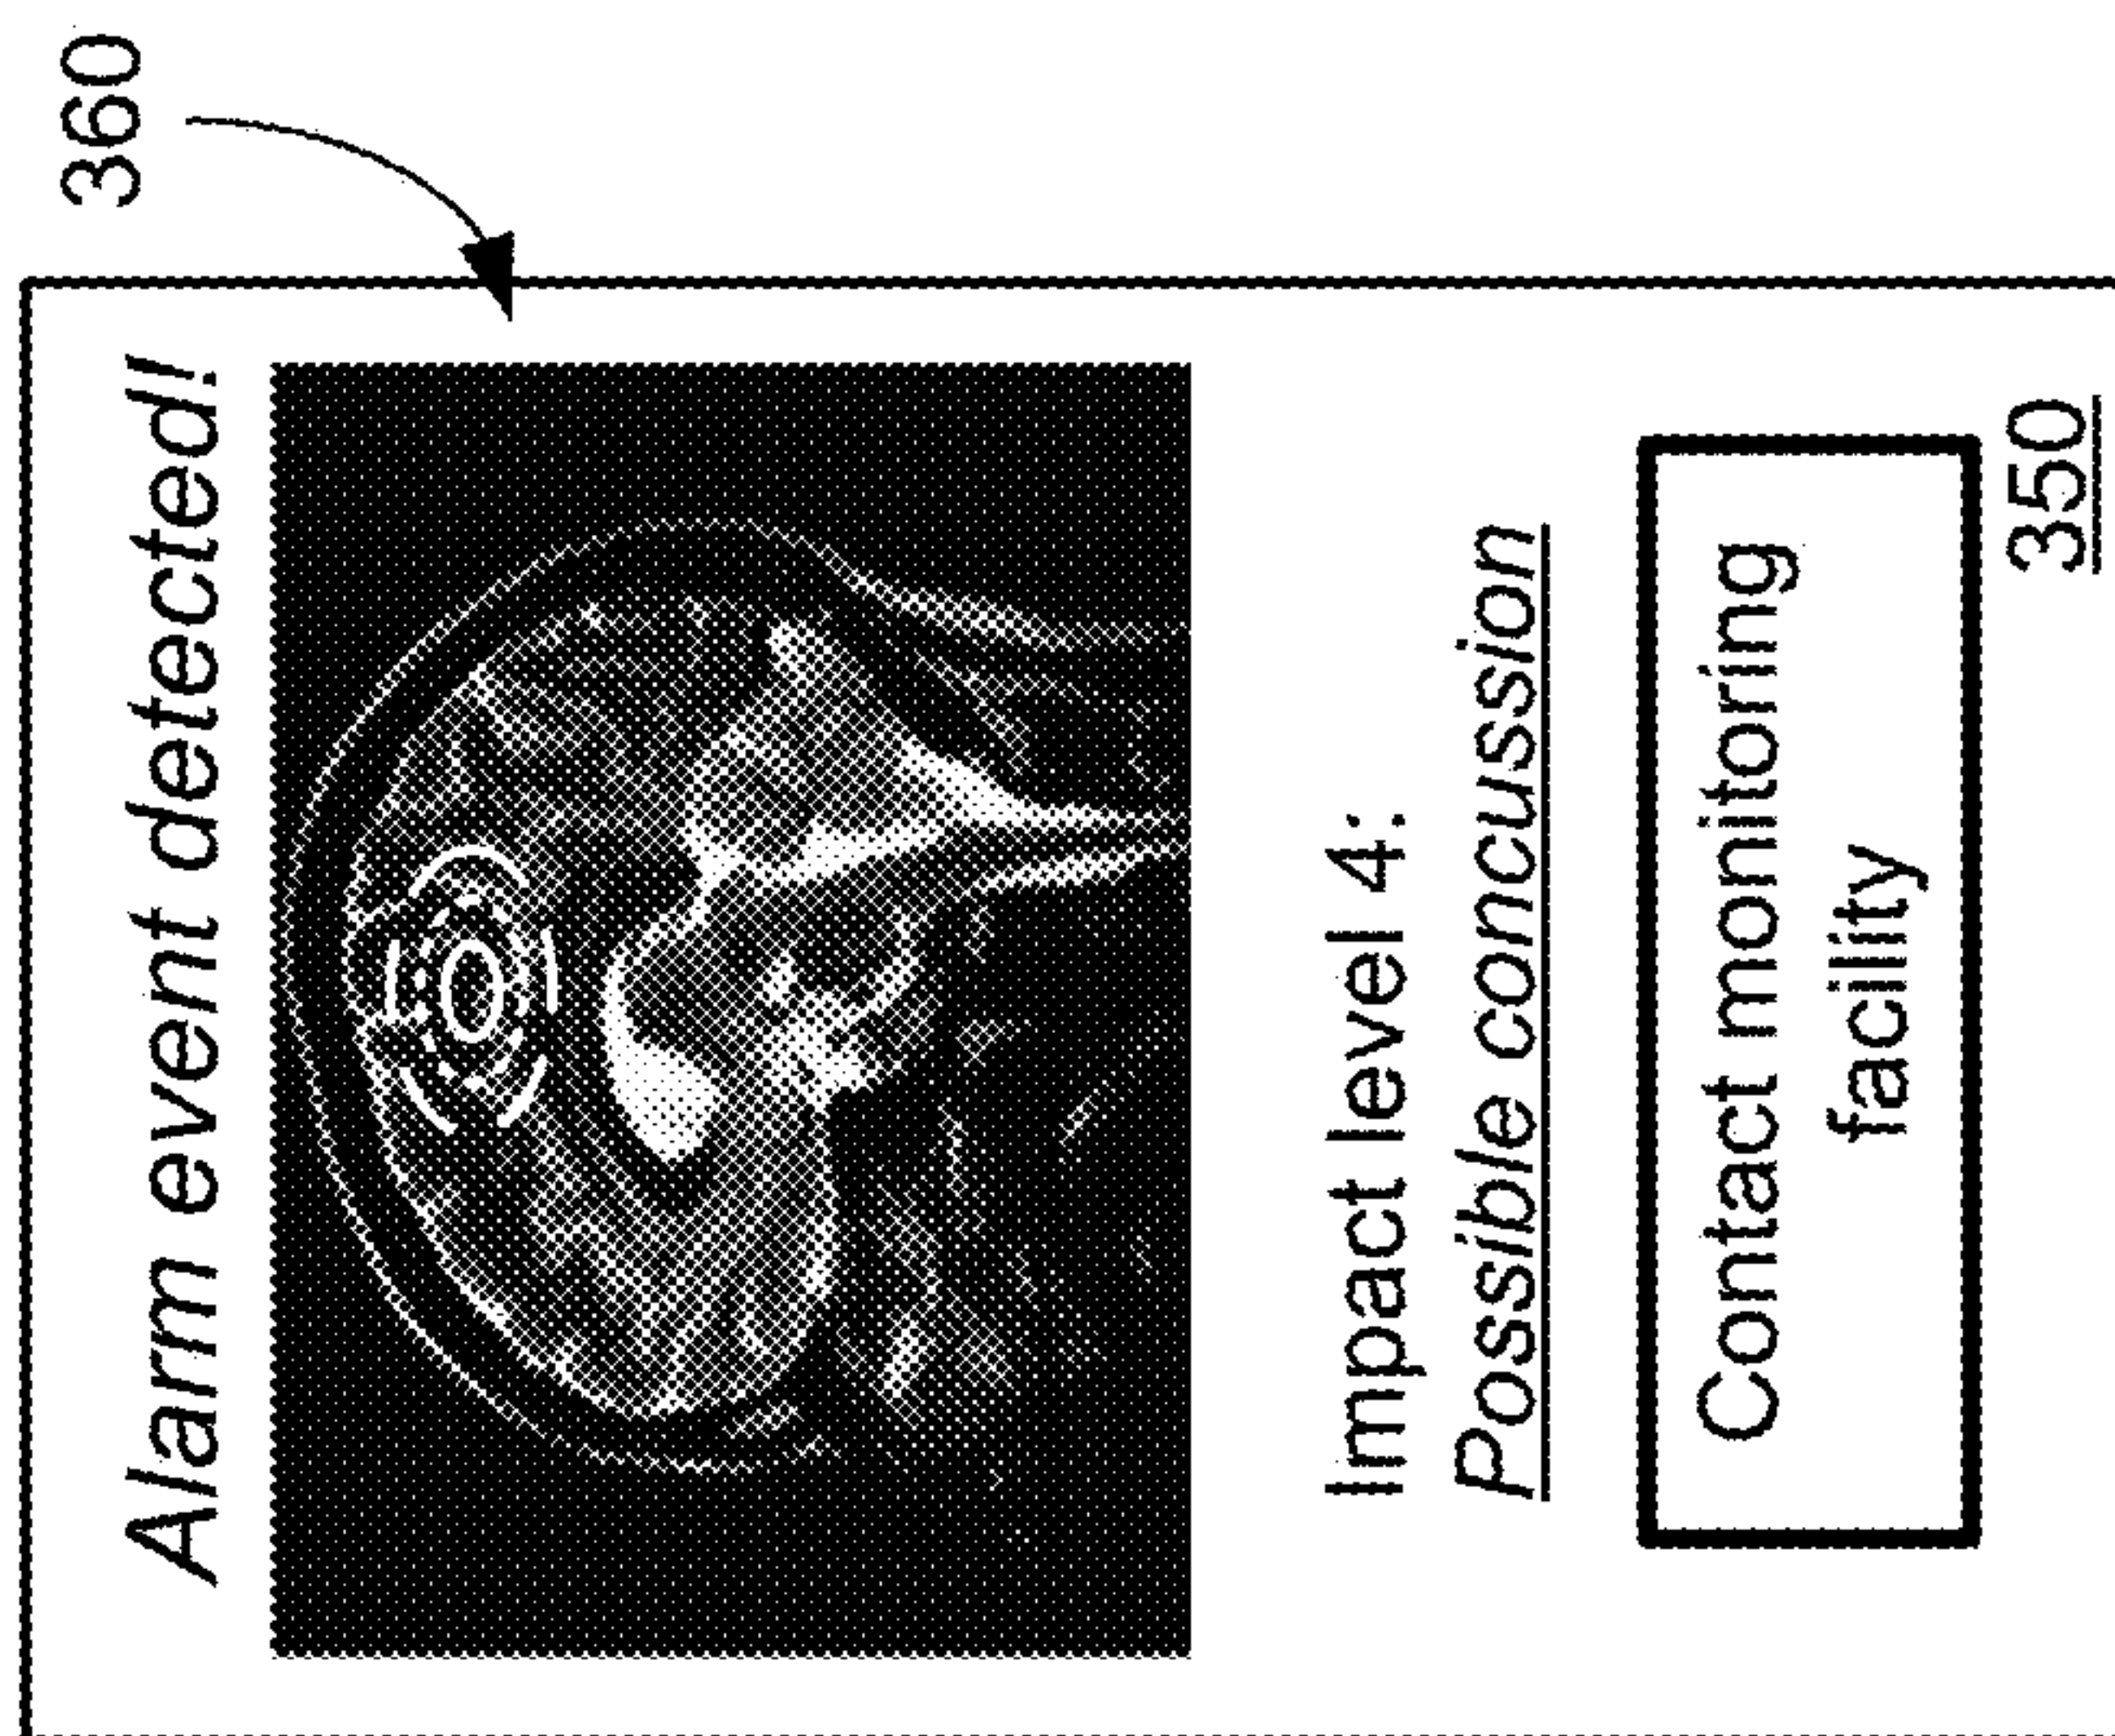 360
Alarm event detected!
Impact level 4:
Possible concussion
Contact monitoring
facility
350